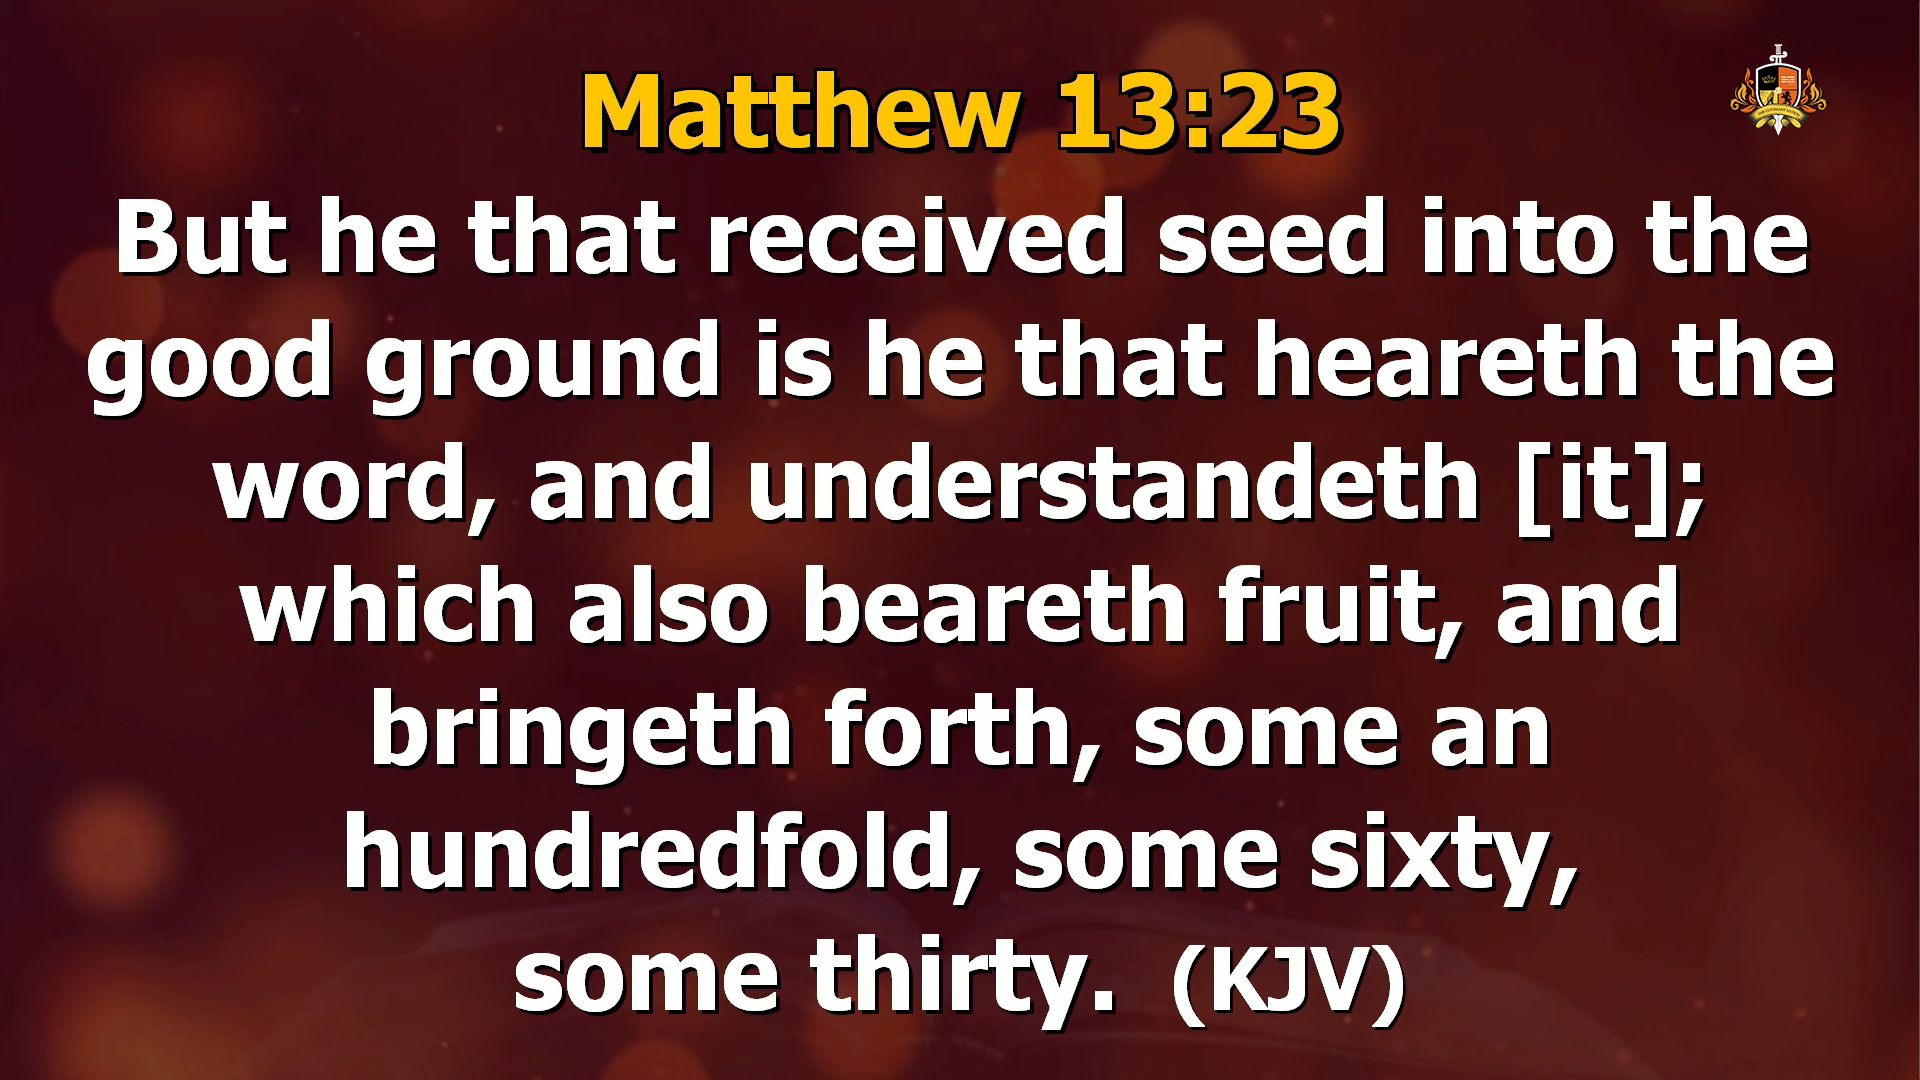 Matthew 13:23
But he that received seed into the
good ground is he that heareth the
word, and understandeth [it];
which also beareth fruit, and
bringeth forth, some an
hundredfold, some sixty,
some thirty. (KJV)